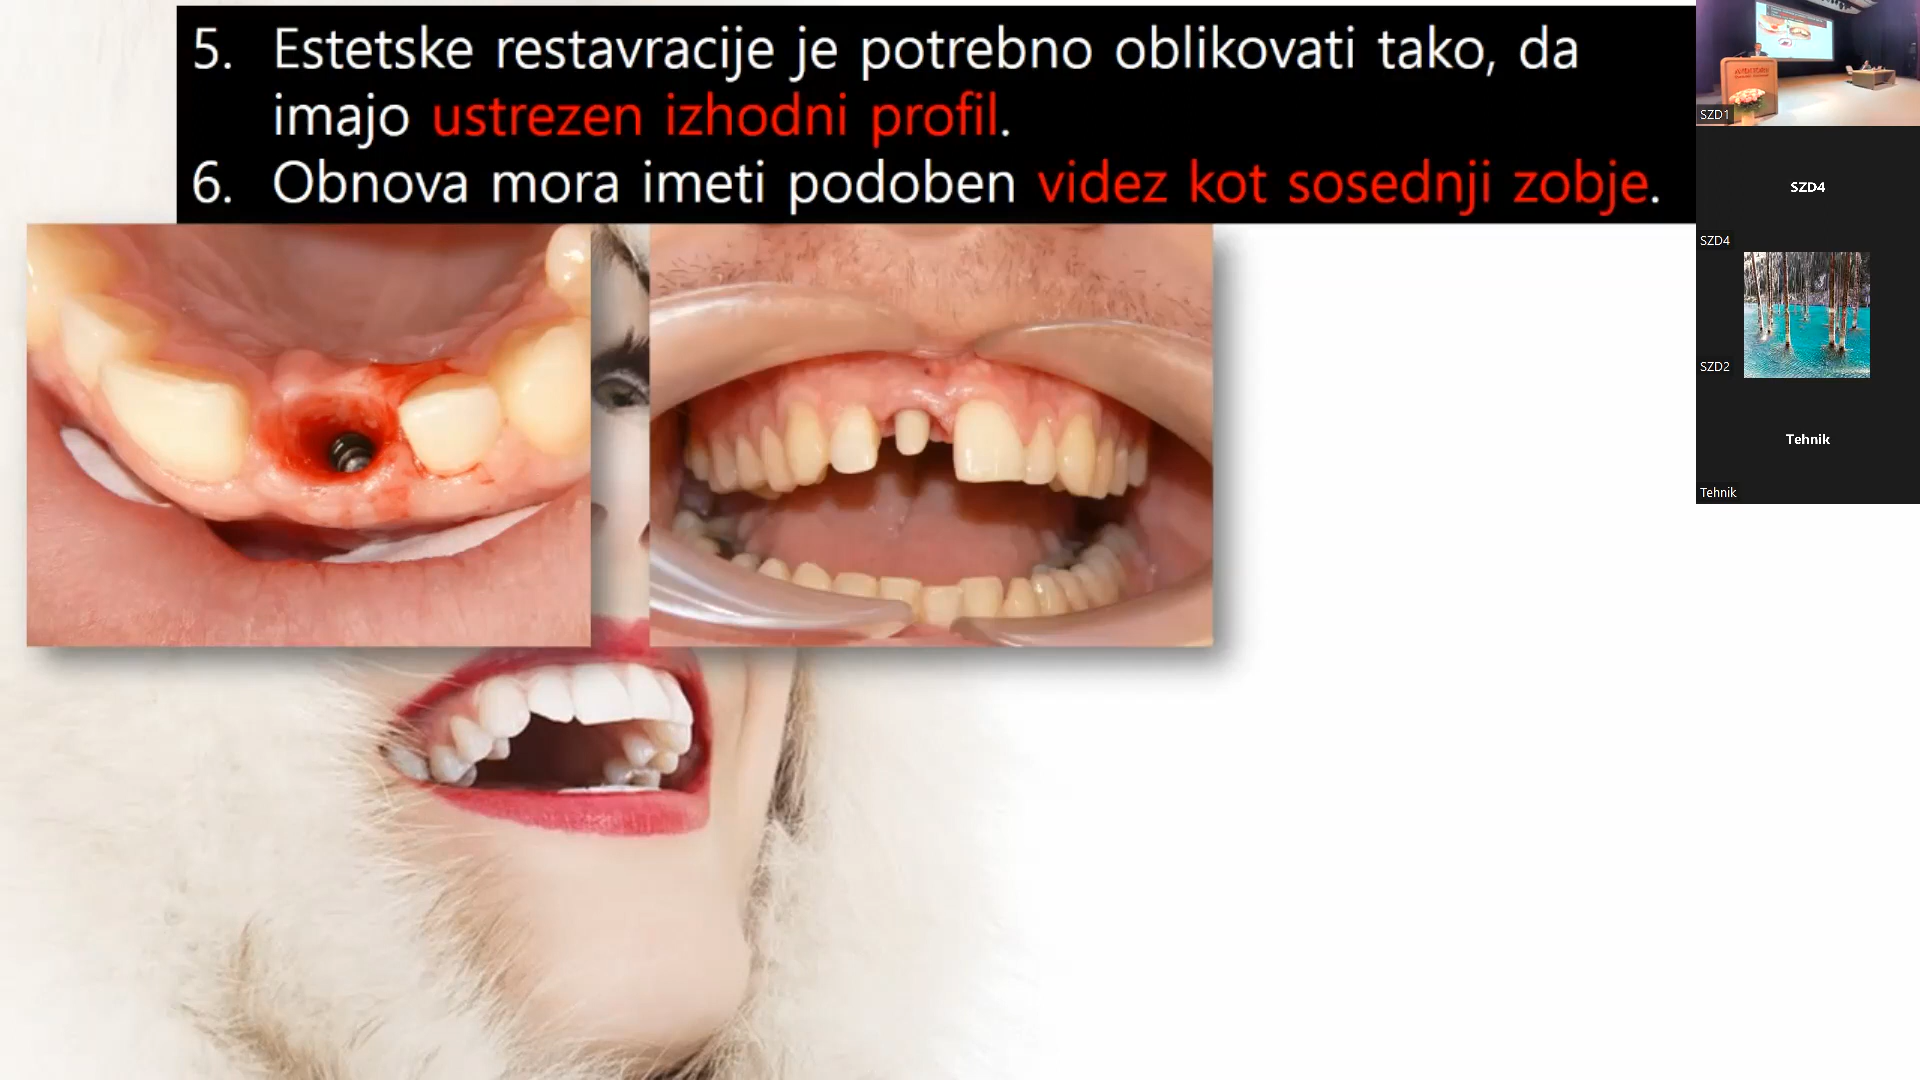 5. Estetske restavracije je potrebno oblikovati tako, da
imajo ustrezen izhodni profil.
6. Obnova mora imeti podoben videz kot sosednji zobje.
SZD1
SZD4
SZD4
SZD2
Tehnik
Tehnik